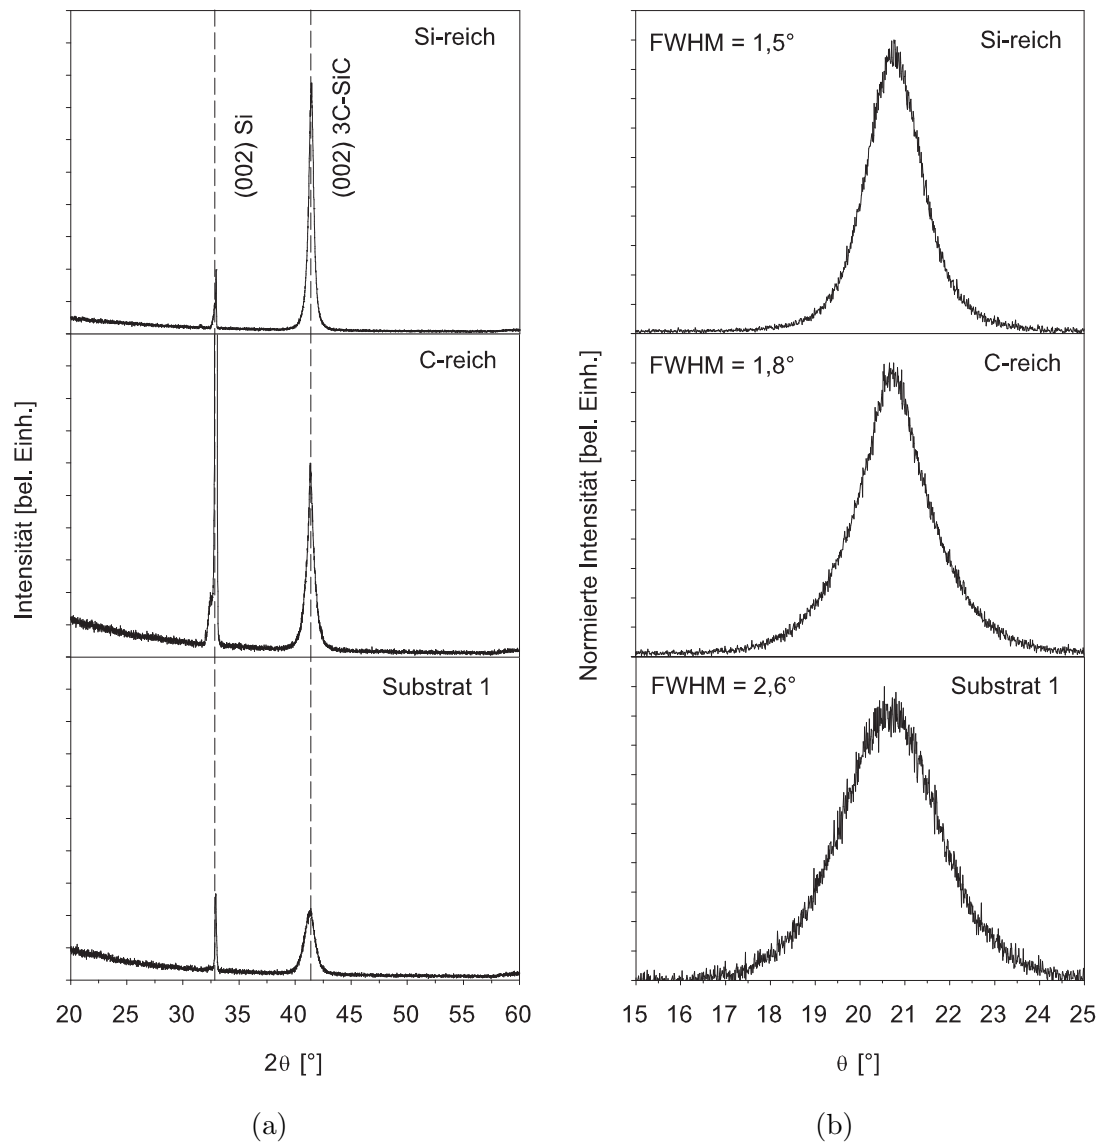 Si-reich
(002) Si
(002) 3C-SiC
C-reich
Substrat 1
Intensität [bel. Einh.]
20 25 30 35 40 45 50 55 60
2θ [°]
(a)
FWHM = 1,5° Si-reich
FWHM = 1,8° C-reich
FWHM = 2,6° Substrat 1
Normierte Intensität [bel. Einh.]
15 16 17 18 19 20 21 22 23 24 25
θ [°]
(b)